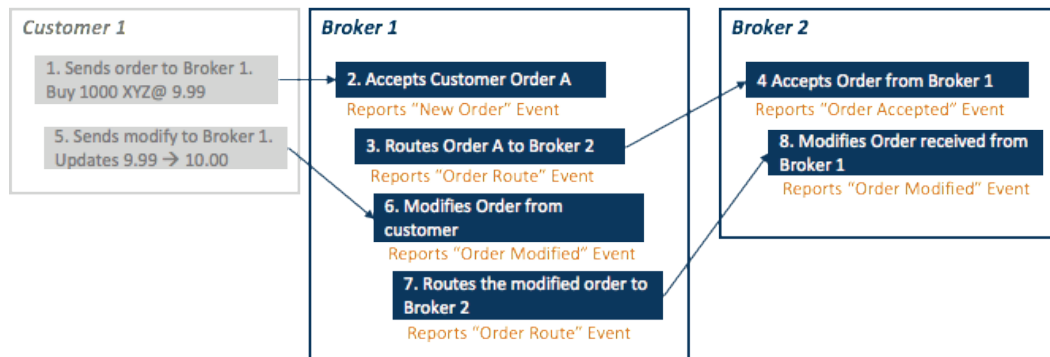 Customer 1
1. Sends order to Broker 1.
Buy 1000 XYZ@ 9.99
5. Sends modify to Broker 1.
Updates 9.99 → 10.00
Broker 1
2. Accepts Customer Order A
Reports "New Order" Event
3. Routes Order A to Broker 2
Reports "Order Route" Event
6. Modifies Order from
customer
Reports "Order Modified" Event
7. Routes the modified order to
Broker 2
Reports "Order Route" Event
Broker 2
4 Accepts Order from Broker 1
Reports "Order Accepted" Event
8. Modifies Order received from
Broker 1
Reports "Order Modified" Event